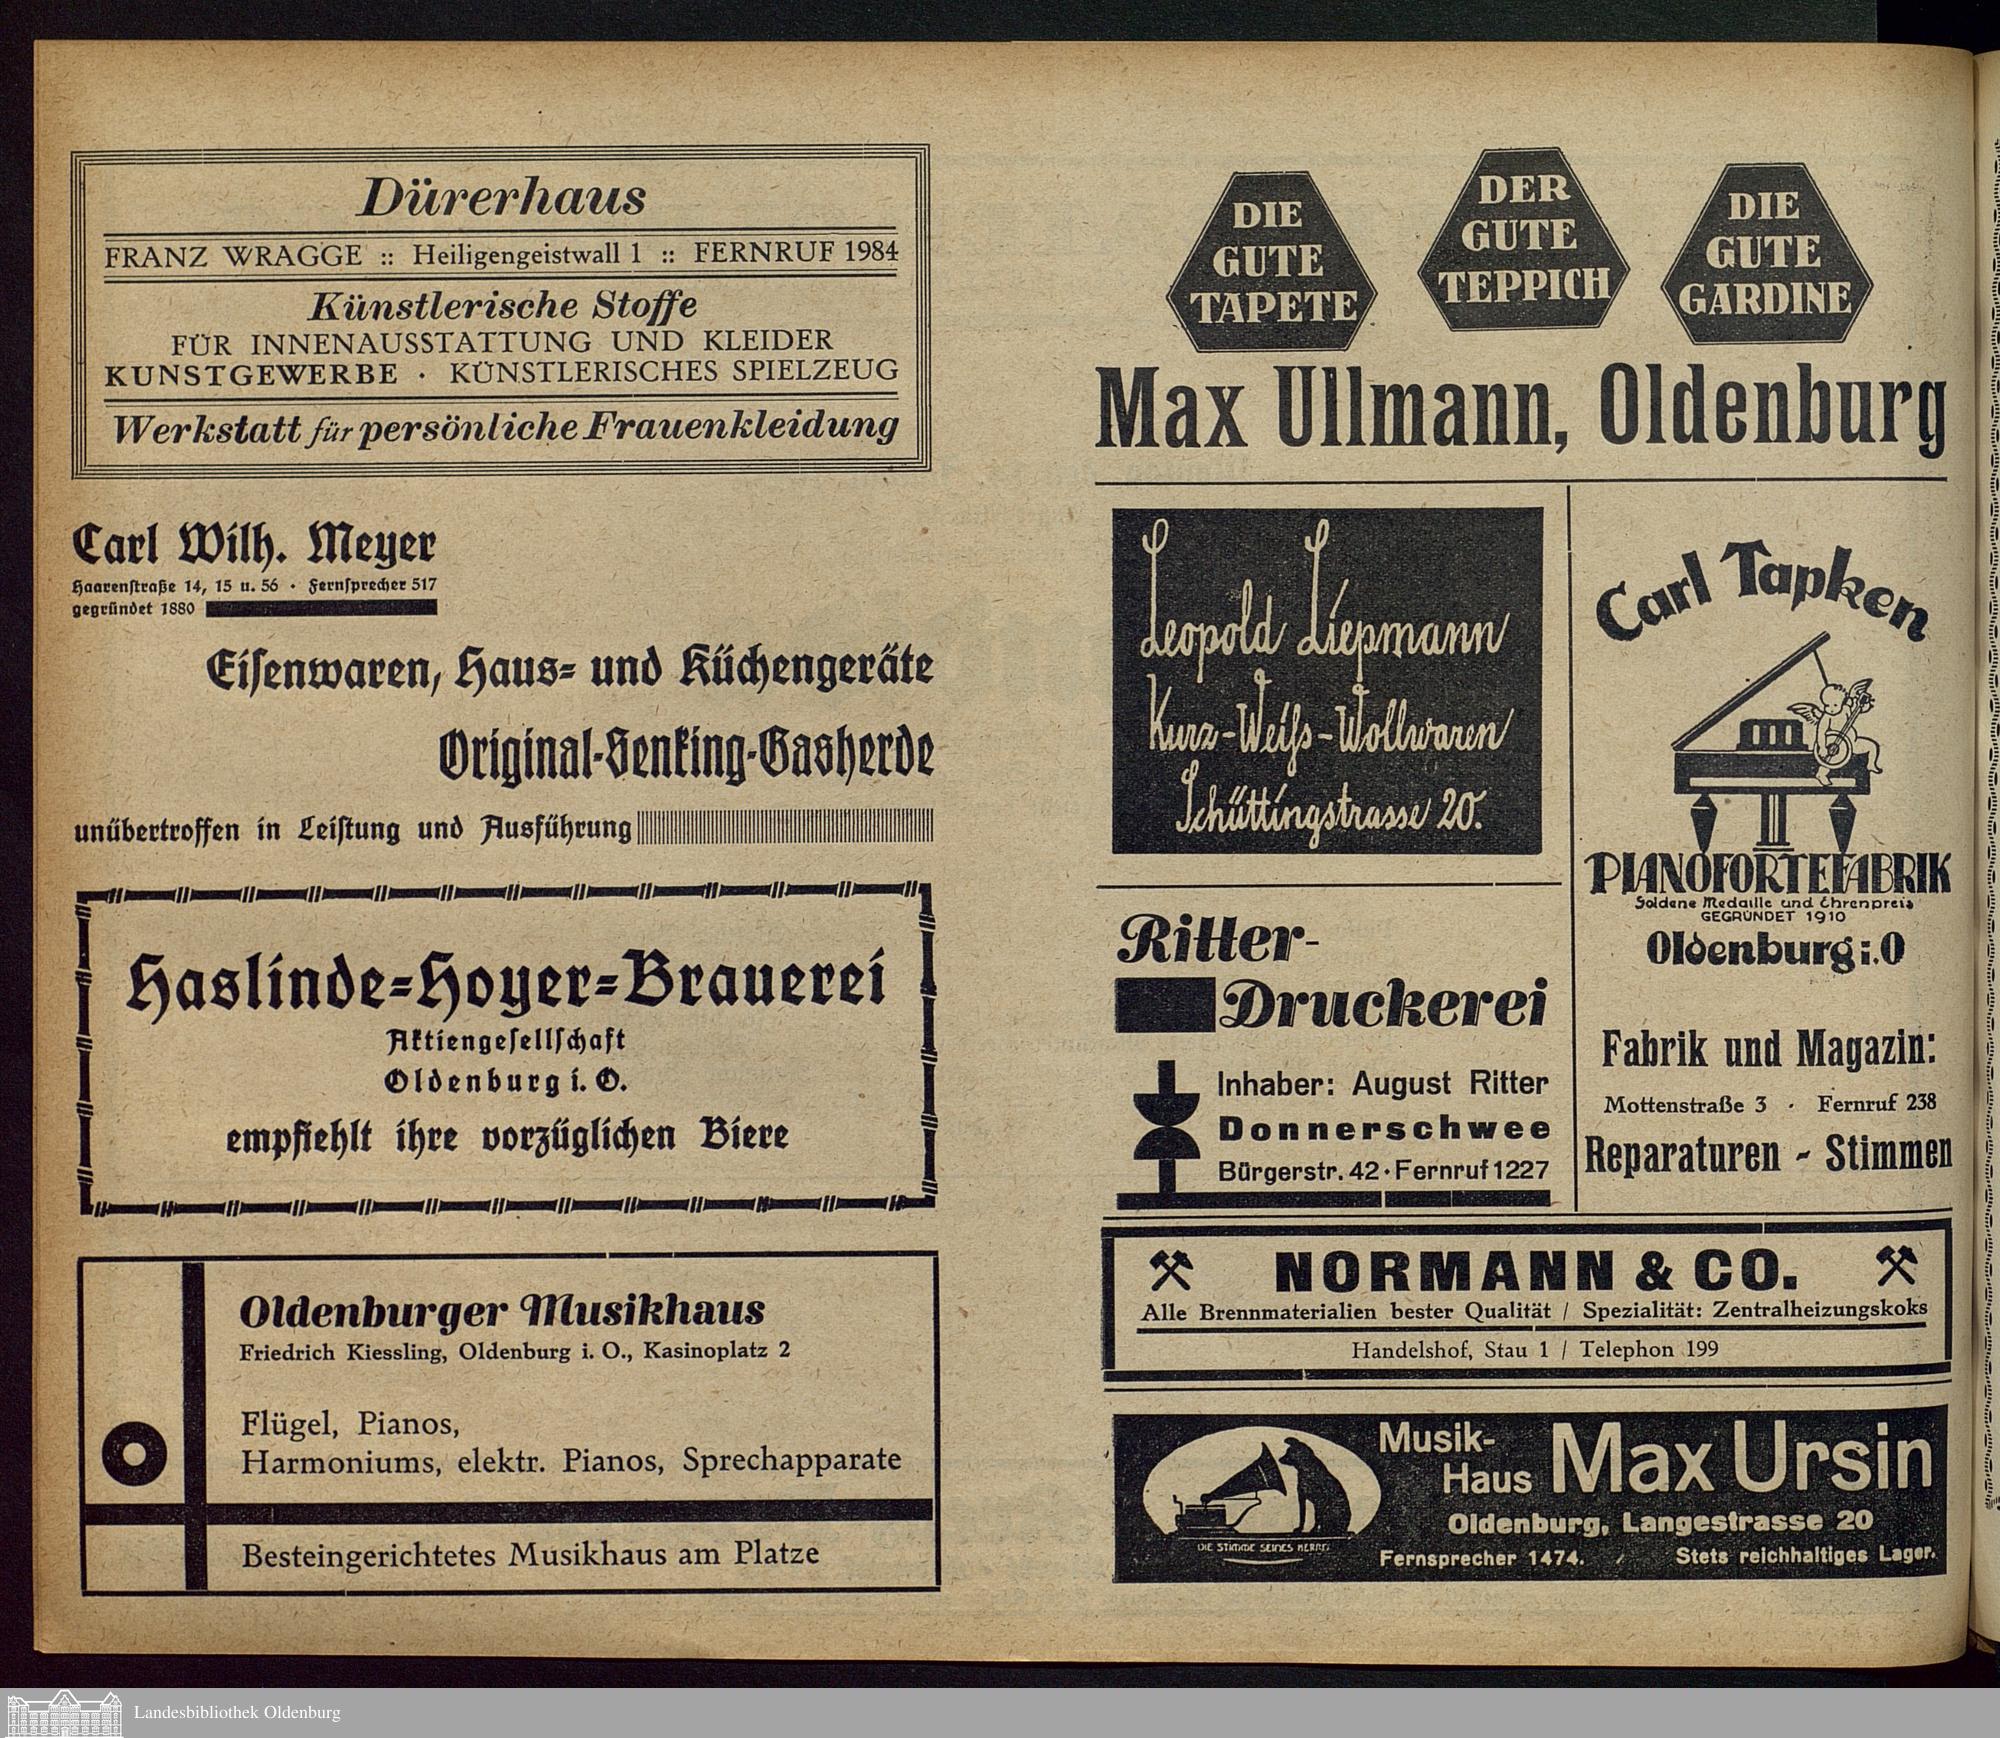 Dürerhaus
FRANZ WRAGGE :: Heiligengeistwall 1 :: FERNRUF 1984
Künstlerische Stoffe
FÜR INNENAUSSTATTUNG UND KLEIDER
KUNSTGEWERBE · KÜNSTLERISCHES SPIELZEUG
Werkstatt für persönliche Frauenkleidung
Carl Wilh. Meyer
Haarenſtraße 14, 15 u. 56 · Fernſprecher 517
gegründet 1880
Eiſenwaren, Haus= und Küchengeräte
Original-Senking-Gasherde
unübertroffen in Leiſtung und Ausführung
Haslinde=Hoyer=Brauerei
Aktiengeſellſchaft
Oldenburg i. O.
empfiehlt ihre vorzüglichen Biere
Oldenburger Musikhaus
Friedrich Kiessling, Oldenburg i. O., Kasinoplatz 2
Flügel, Pianos,
Harmoniums, elektr. Pianos, Sprechapparate
Besteingerichtetes Musikhaus am Platze
DIE
GUTE
TAPETE
DER
GUTE
TEPPICH
DIE
GUTE
GARDINE
Max Ullmann, Oldenburg
Leopold Liepmann
Kurz-Weiſs-Wollwaren
Schüttingstrasse 20.
Carl Tapken
PIANOFORTEFABRIK
Goldene Medaille und Ehrenpreis
GEGRÜNDET 1910
Oldenburg i.O
Fabrik und Magazin:
Mottenstraße 3 · Fernruf 238
Reparaturen - Stimmen
Ritter-
Druckerei
Inhaber: August Ritter
Donnerschwee
Bürgerstr. 42 · Fernruf 1227
NORMANN & CO.
Alle Brennmaterialien bester Qualität / Spezialität: Zentralheizungskoks
Handelshof, Stau 1 / Telephon 199
DIE STIMME SEINES HERRN
Musik-
Haus Max Ursin
Oldenburg, Langestrasse 20
Fernsprecher 1474. Stets reichhaltiges Lager.
Landesbibliothek Oldenburg